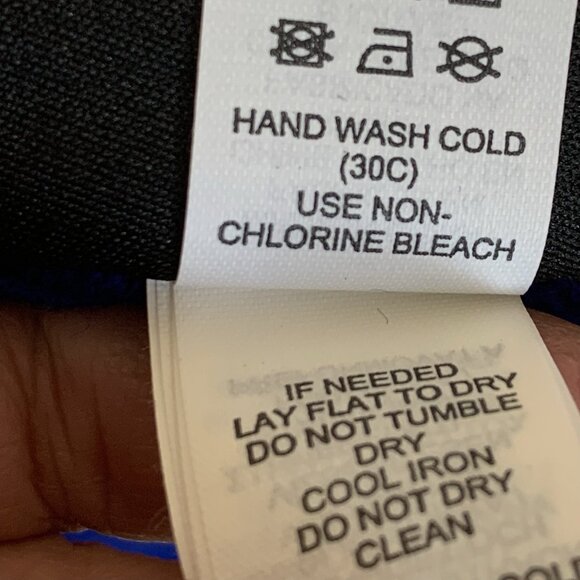 HAND WASH COLD
(30C)
USE NON-
CHLORINE BLEACH
IF NEEDED
LAY FLAT TO DRY
DO NOT TUMBLE
DRY
COOL IRON
DO NOT DRY
CLEAN